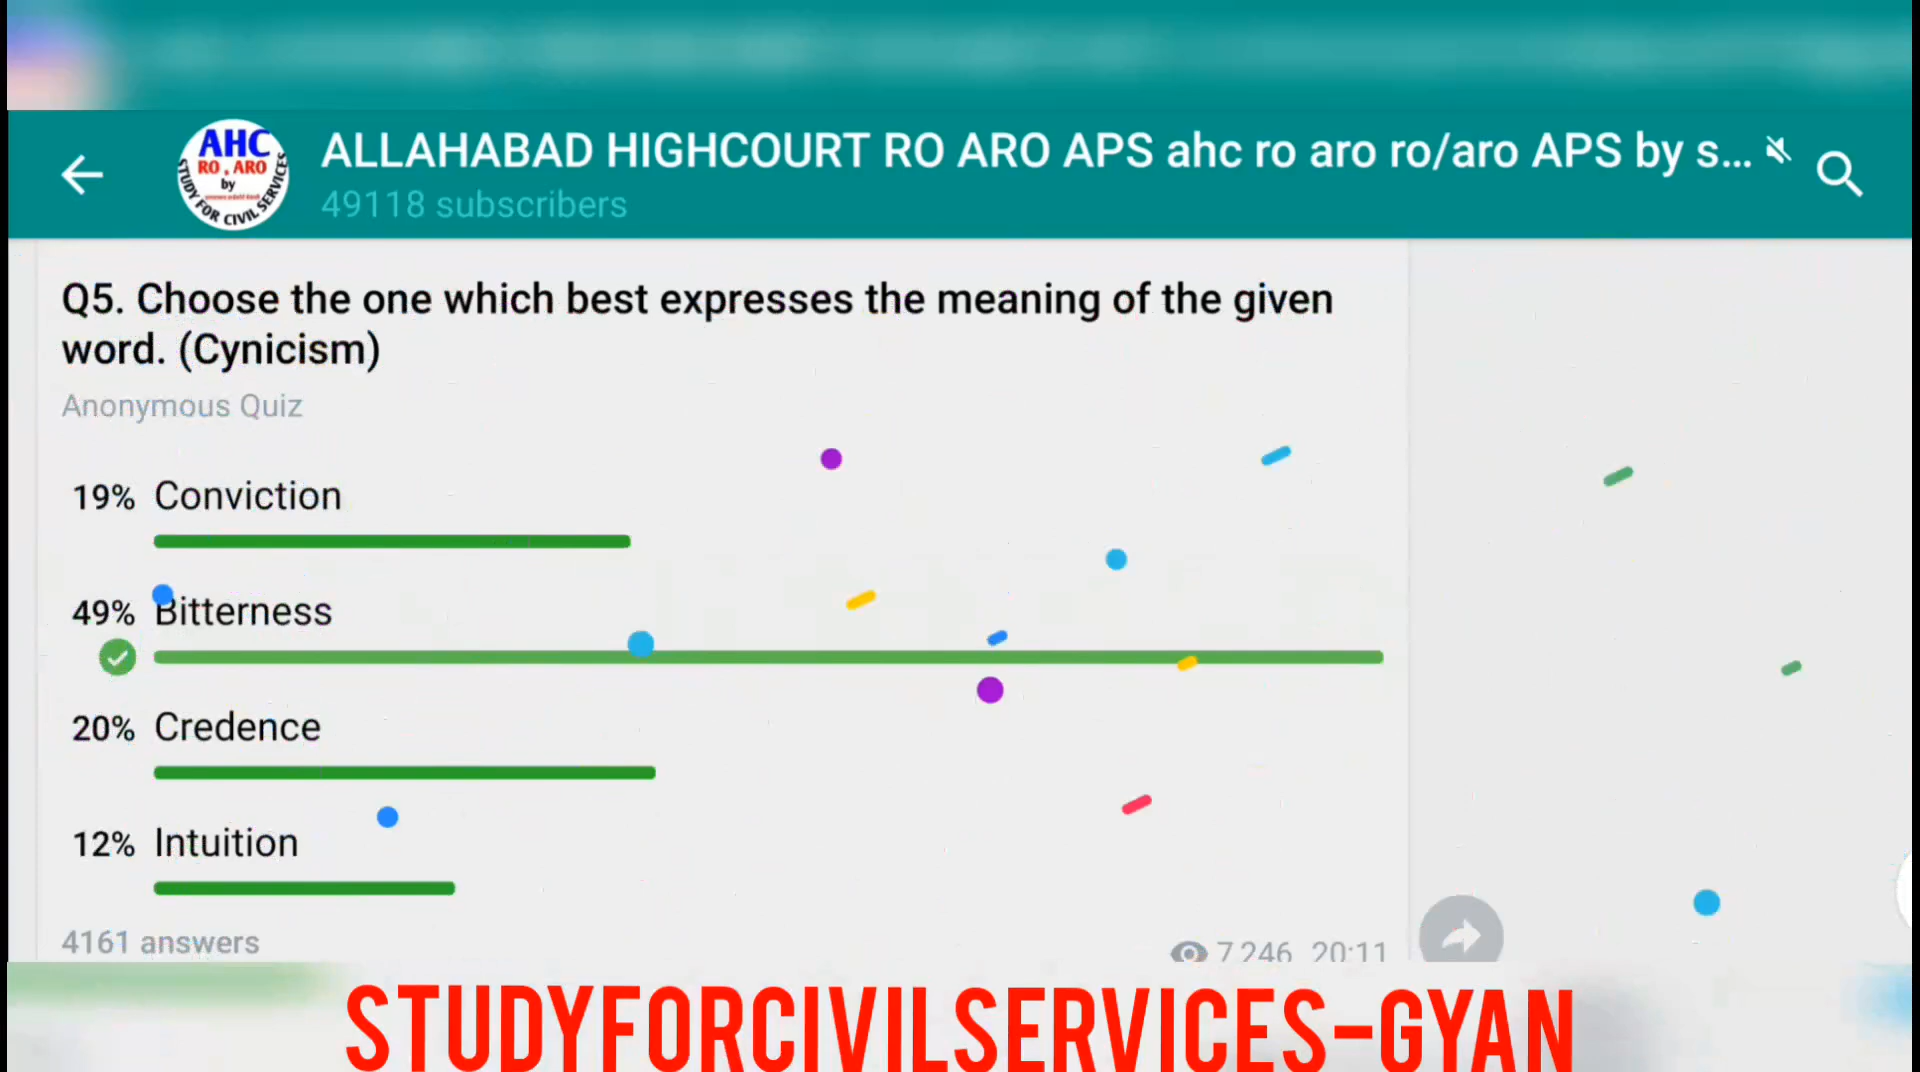 ALLAHABAD HIGHCOURT RO ARO APS ahc ro aro ro/aro APS by s...
49118 subscribers
AHC
RO , ARO
by
STUDY FOR CIVIL SERVICES
Q5. Choose the one which best expresses the meaning of the given
word. (Cynicism)
Anonymous Quiz
19% Conviction
49% Bitterness
20% Credence
12% Intuition
4161 answers
7246 20:11
STUDYFORCIVILSERVICES-GYAN